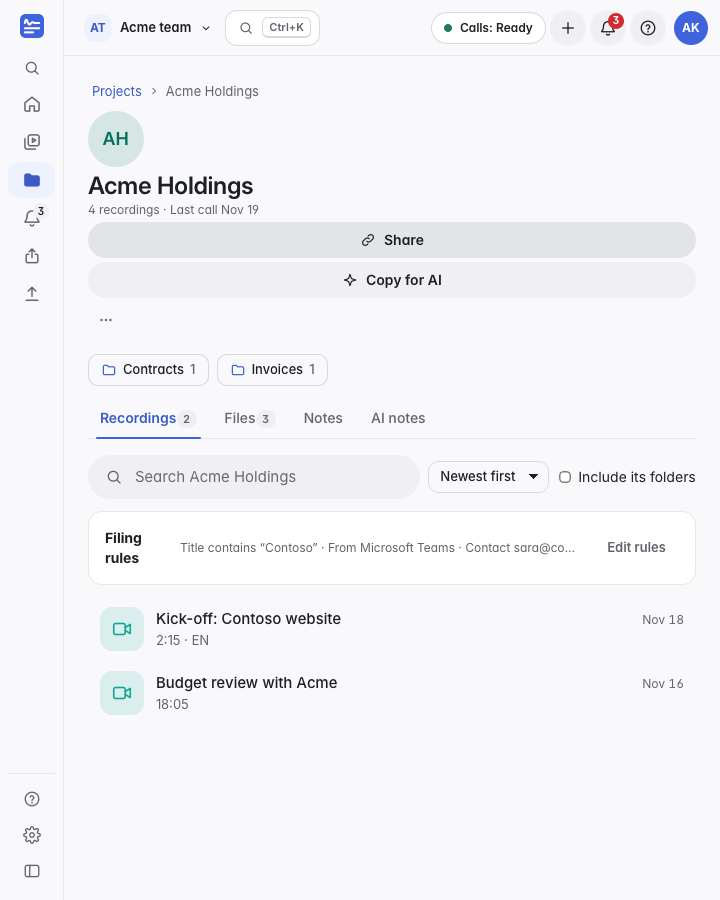 AT Acme team Ctrl+K Calls: Ready 3 AK
3
Projects › Acme Holdings
AH
Acme Holdings
4 recordings · Last call Nov 19
Share
Copy for AI
...
Contracts 1 Invoices 1
Recordings 2 Files 3 Notes AI notes
Search Acme Holdings Newest first Include its folders
Filing
rules
Title contains “Contoso” · From Microsoft Teams · Contact sara@co... Edit rules
Kick-off: Contoso website Nov 18
2:15 · EN
Budget review with Acme Nov 16
18:05